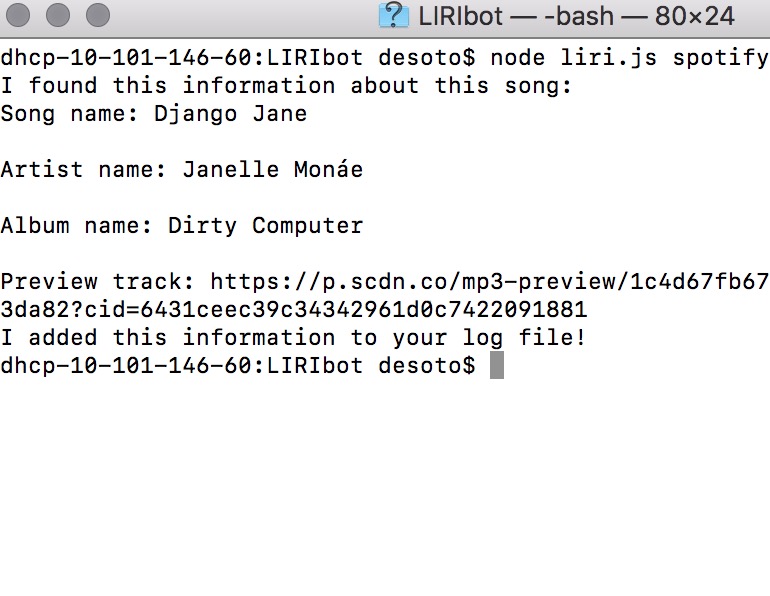 LIRIbot — -bash — 80×24
dhcp-10-101-146-60:LIRIbot desoto$ node liri.js spotify
I found this information about this song:
Song name: Django Jane
Artist name: Janelle Monáe
Album name: Dirty Computer
Preview track: https://p.scdn.co/mp3-preview/1c4d67fb67
3da82?cid=6431ceec39c34342961d0c7422091881
I added this information to your log file!
dhcp-10-101-146-60:LIRIbot desoto$